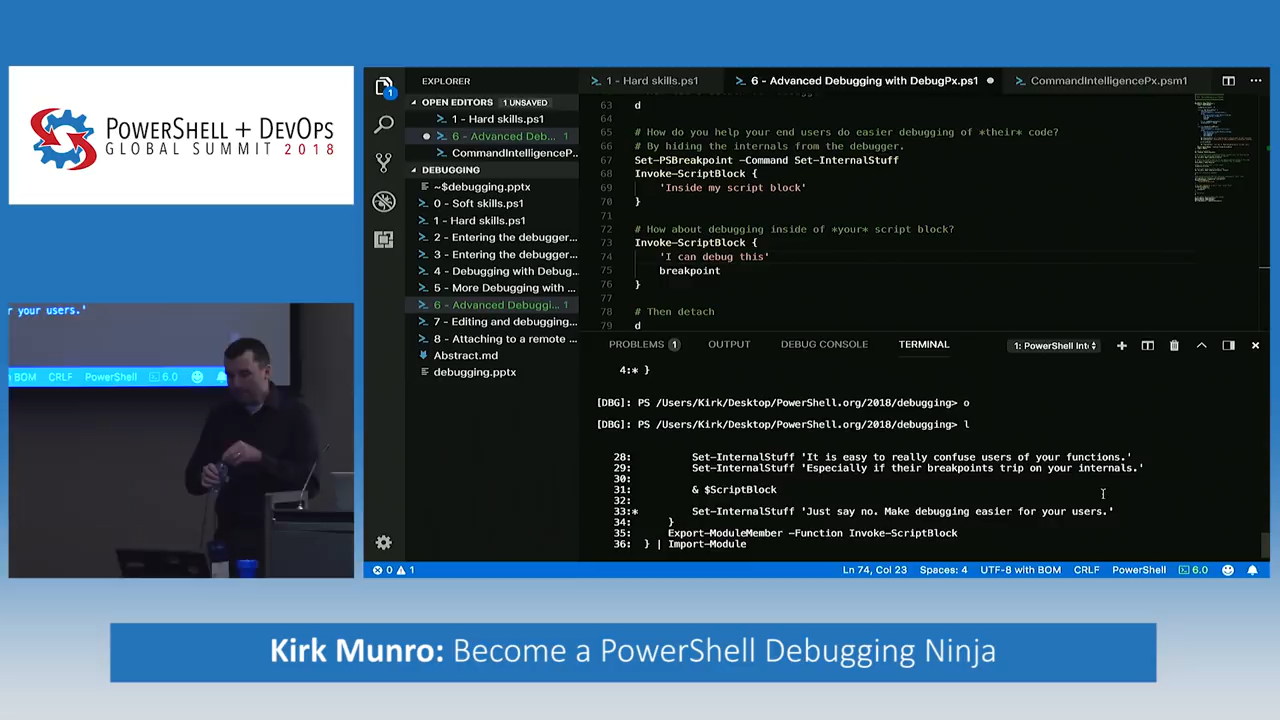 POWERSHELL + DEVOPS
GLOBAL SUMMIT 2018
r your users.'
BOM CRLF PowerShell 6.0
EXPLORER
OPEN EDITORS 1 UNSAVED
1 - Hard skills.ps1
6 - Advanced Deb... 1
CommandIntelligenceP...
DEBUGGING
~$debugging.pptx
0 - Soft skills.ps1
1 - Hard skills.ps1
2 - Entering the debugger...
3 - Entering the debugger...
4 - Debugging with Debug...
5 - More Debugging with ...
6 - Advanced Debuggi... 1
7 - Editing and debugging...
8 - Attaching to a remote ...
Abstract.md
debugging.pptx
1 - Hard skills.ps1 6 - Advanced Debugging with DebugPx.ps1 CommandIntelligencePx.psm1
63 d
64
65 # How do you help your end users do easier debugging of *their* code?
66 # By hiding the internals from the debugger.
67 Set-PSBreakpoint -Command Set-InternalStuff
68 Invoke-ScriptBlock {
69 'Inside my script block'
70 }
71
72 # How about debugging inside of *your* script block?
73 Invoke-ScriptBlock {
74 'I can debug this'
75 breakpoint
76 }
77
78 # Then detach
79 d
PROBLEMS 1 OUTPUT DEBUG CONSOLE TERMINAL 1: PowerShell Int
4:* }
[DBG]: PS /Users/Kirk/Desktop/PowerShell.org/2018/debugging> o
[DBG]: PS /Users/Kirk/Desktop/PowerShell.org/2018/debugging> l
28: Set-InternalStuff 'It is easy to really confuse users of your functions.'
29: Set-InternalStuff 'Especially if their breakpoints trip on your internals.'
30:
31: & $ScriptBlock
32:
33:* Set-InternalStuff 'Just say no. Make debugging easier for your users.'
34: }
35: Export-ModuleMember -Function Invoke-ScriptBlock
36: } | Import-Module
0 1 Ln 74, Col 23 Spaces: 4 UTF-8 with BOM CRLF PowerShell 6.0
Kirk Munro: Become a PowerShell Debugging Ninja